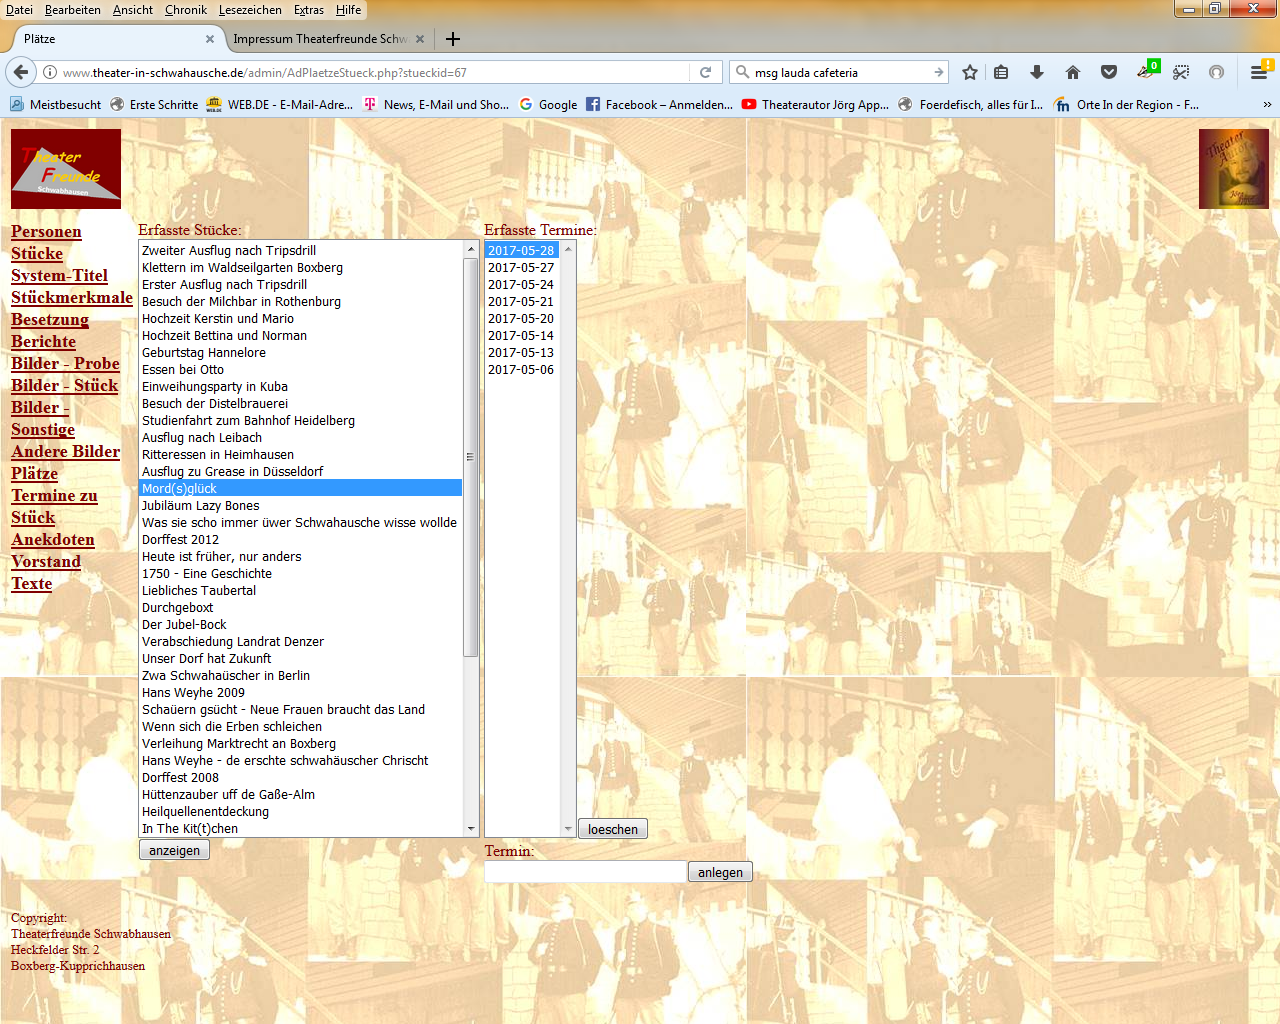 Datei Bearbeiten Ansicht Chronik Lesezeichen Extras Hilfe
Plätze
Impressum Theaterfreunde Schw
www.theater-in-schwahausche.de/admin/AdPlaetzeStueck.php?stueckid=67
msg lauda cafeteria
0
Meistbesucht Erste Schritte WEB.DE - E-Mail-Adre... News, E-Mail und Sho... Google Facebook – Anmelden... Theaterautor Jörg App... Foerdefisch, alles für I... Orte In der Region - F...
Theater
Freunde
Schwabhausen
Theater
Autor
Personen
Stücke
System-Titel
Stückmerkmale
Besetzung
Berichte
Bilder - Probe
Bilder - Stück
Bilder -
Sonstige
Andere Bilder
Plätze
Termine zu
Stück
Anekdoten
Vorstand
Texte
Erfasste Stücke:
Zweiter Ausflug nach Tripsdrill
Klettern im Waldseilgarten Boxberg
Erster Ausflug nach Tripsdrill
Besuch der Milchbar in Rothenburg
Hochzeit Kerstin und Mario
Hochzeit Bettina und Norman
Geburtstag Hannelore
Essen bei Otto
Einweihungsparty in Kuba
Besuch der Distelbrauerei
Studienfahrt zum Bahnhof Heidelberg
Ausflug nach Leibach
Ritteressen in Heimhausen
Ausflug zu Grease in Düsseldorf
Mord(s)glück
Jubiläum Lazy Bones
Was sie scho immer üwer Schwahausche wisse wollde
Dorffest 2012
Heute ist früher, nur anders
1750 - Eine Geschichte
Liebliches Taubertal
Durchgeboxt
Der Jubel-Bock
Verabschiedung Landrat Denzer
Unser Dorf hat Zukunft
Zwa Schwahaüscher in Berlin
Hans Weyhe 2009
Schaüern gsücht - Neue Frauen braucht das Land
Wenn sich die Erben schleichen
Verleihung Marktrecht an Boxberg
Hans Weyhe - de erschte schwahäuscher Chrischt
Dorffest 2008
Hüttenzauber uff de Gaße-Alm
Heilquellenentdeckung
In The Kit(t)chen
anzeigen
Erfasste Termine:
2017-05-28
2017-05-27
2017-05-24
2017-05-21
2017-05-20
2017-05-14
2017-05-13
2017-05-06
loeschen
Termin:
anlegen
Copyright:
Theaterfreunde Schwabhausen
Heckfelder Str. 2
Boxberg-Kupprichhausen